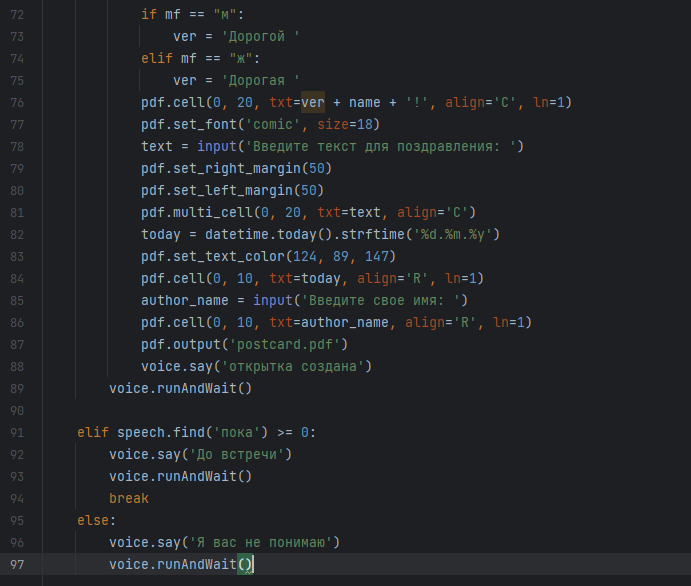 72 if mf == "м":
73 ver = 'Дорогой '
74 elif mf == "ж":
75 ver = 'Дорогая '
76 pdf.cell(0, 20, txt=ver + name + '!', align='C', ln=1)
77 pdf.set_font('comic', size=18)
78 text = input('Введите текст для поздравления: ')
79 pdf.set_right_margin(50)
80 pdf.set_left_margin(50)
81 pdf.multi_cell(0, 20, txt=text, align='C')
82 today = datetime.today().strftime('%d.%m.%y')
83 pdf.set_text_color(124, 89, 147)
84 pdf.cell(0, 10, txt=today, align='R', ln=1)
85 author_name = input('Введите свое имя: ')
86 pdf.cell(0, 10, txt=author_name, align='R', ln=1)
87 pdf.output('postcard.pdf')
88 voice.say('открытка создана')
89 voice.runAndWait()
90
91 elif speech.find('пока') >= 0:
92 voice.say('До встречи')
93 voice.runAndWait()
94 break
95 else:
96 voice.say('Я вас не понимаю')
97 voice.runAndWait()